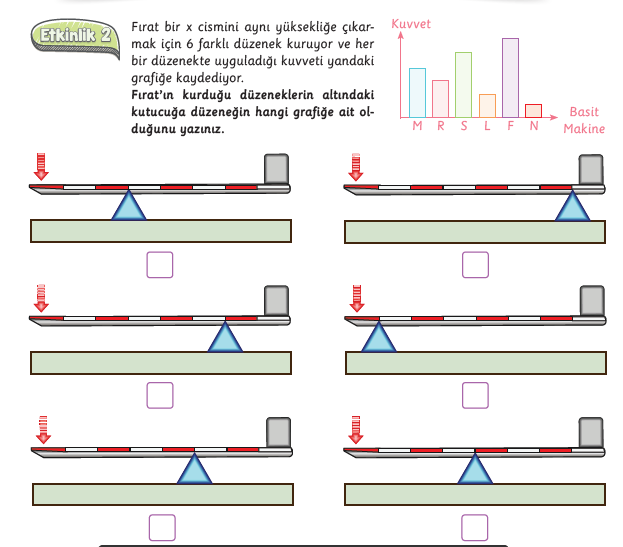 Etkinlik 2
Fırat bir x cismini aynı yüksekliğe çıkar-
mak için 6 farklı düzenek kuruyor ve her
bir düzenekte uyguladığı kuvveti yandaki
grafiğe kaydediyor.
Fırat'ın kurduğu düzeneklerin altındaki
kutucuğa düzeneğin hangi grafiğe ait ol-
duğunu yazınız.
Kuvvet
M R S L F N
Basit
Makine